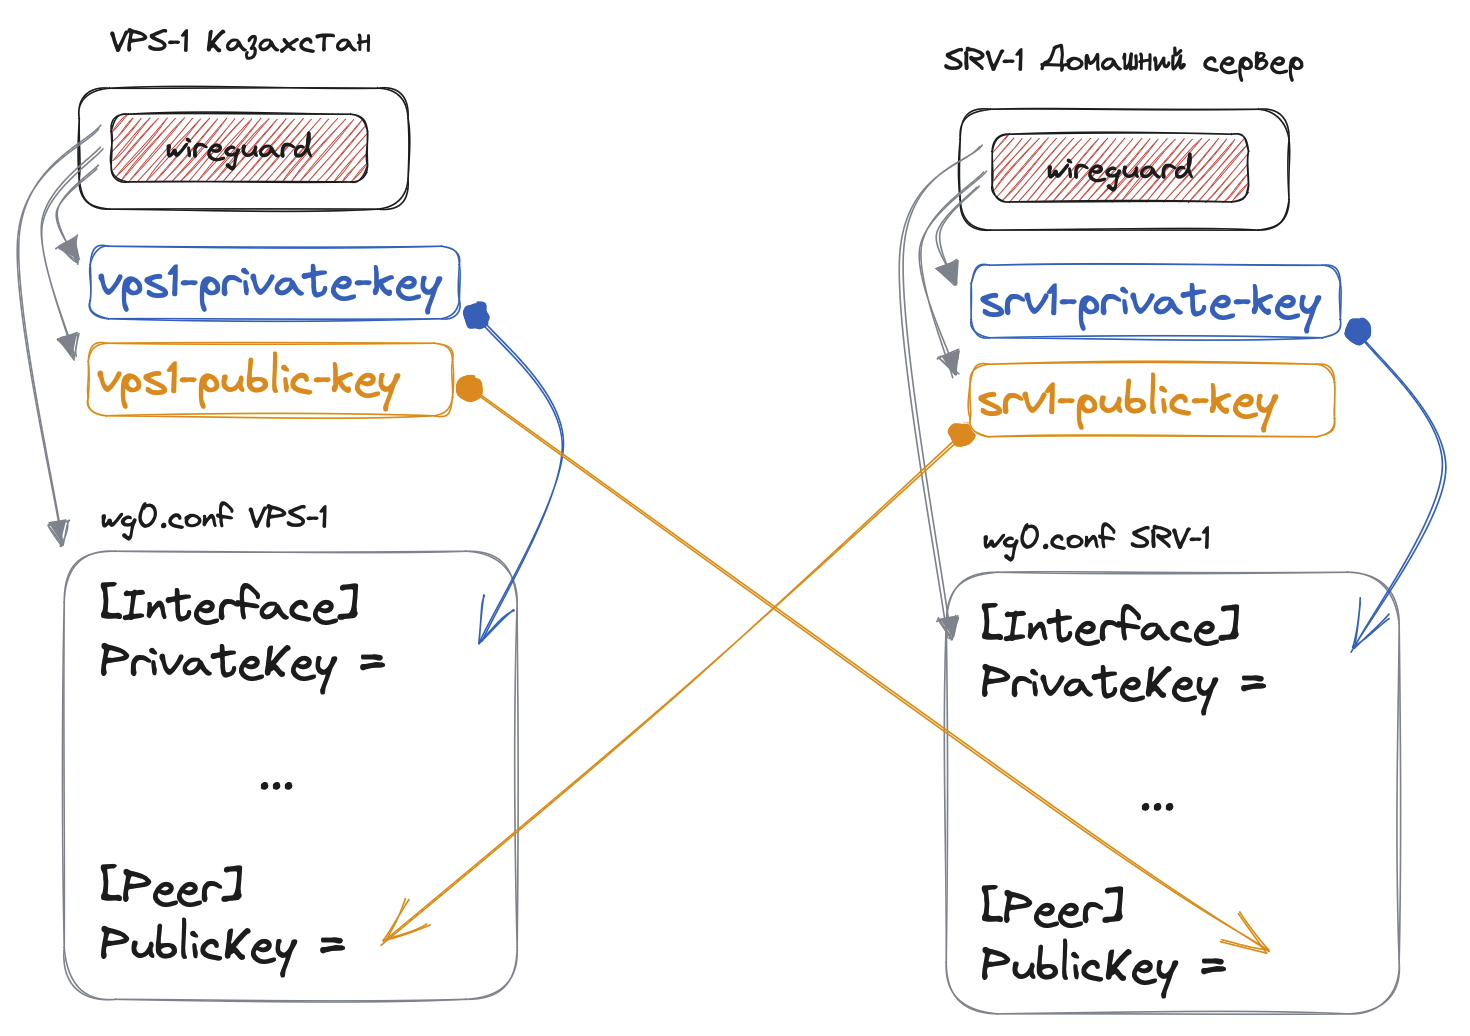 VPS-1 Казахстан
wireguard
vps1-private-key
vps1-public-key
wg0.conf VPS-1
[Interface]
PrivateKey =
...
[Peer]
PublicKey =
SRV-1 Домашний сервер
wireguard
srv1-private-key
srv1-public-key
wg0.conf SRV-1
[Interface]
PrivateKey =
...
[Peer]
PublicKey =